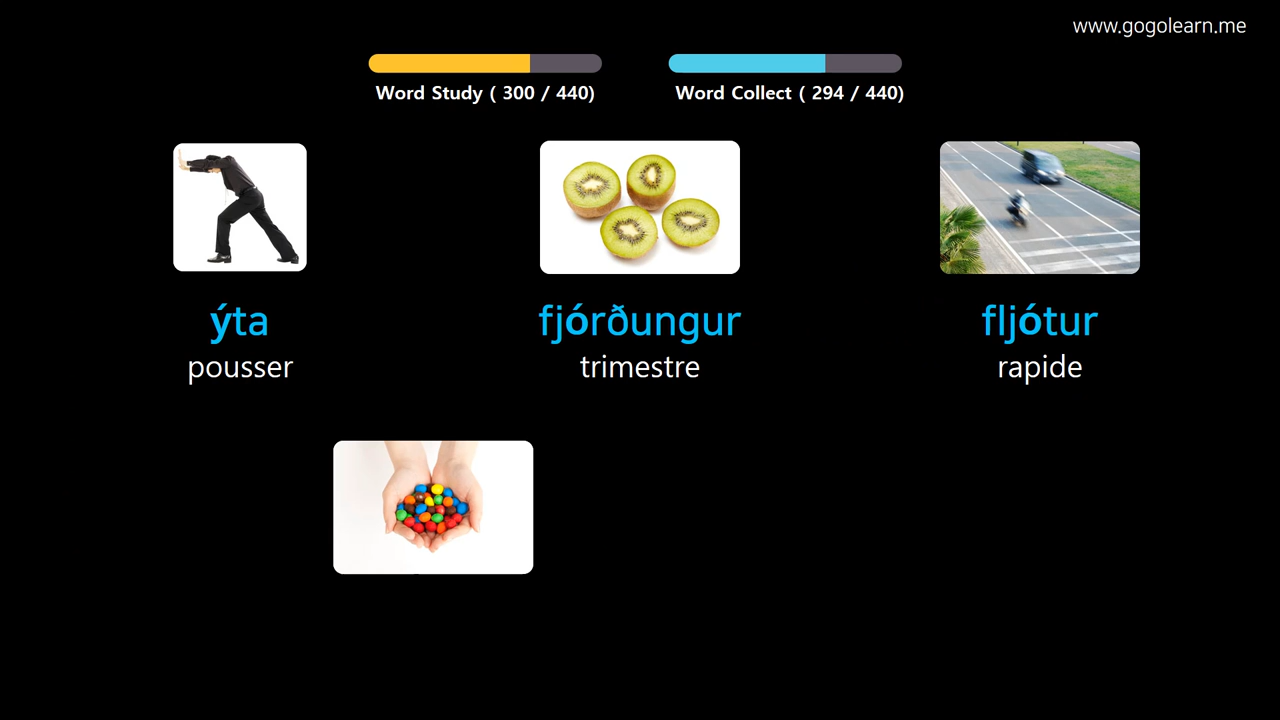 www.gogolearn.me
Word Study ( 300 / 440)
Word Collect ( 294 / 440)
ýta
pousser
fjórðungur
trimestre
fljótur
rapide